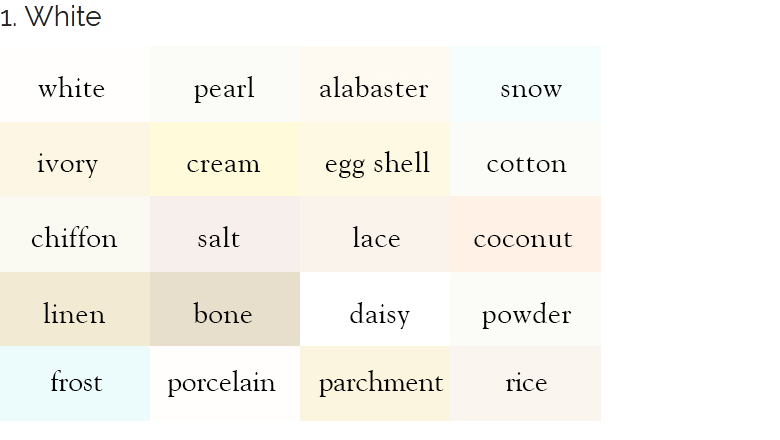 1. White
white pearl alabaster snow
ivory cream egg shell cotton
chiffon salt lace coconut
linen bone daisy powder
frost porcelain parchment rice